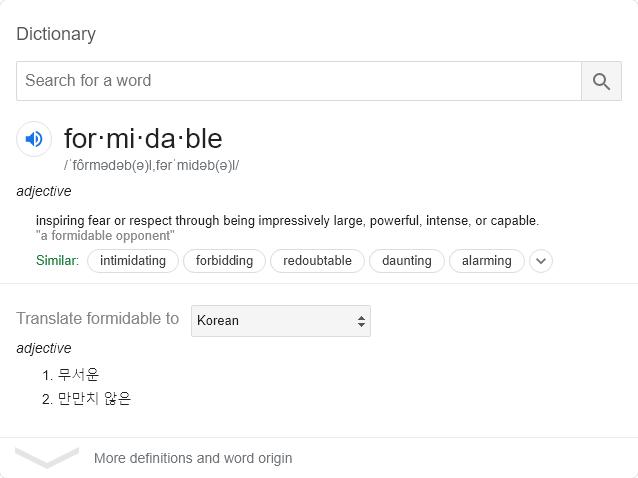 Dictionary
Search for a word
for·mi·da·ble
/ˈfôrmədəb(ə)l,fərˈmidəb(ə)l/
adjective
inspiring fear or respect through being impressively large, powerful, intense, or capable.
"a formidable opponent"
Similar: intimidating forbidding redoubtable daunting alarming
Translate formidable to Korean
adjective
1. 무서운
2. 만만치 않은
More definitions and word origin